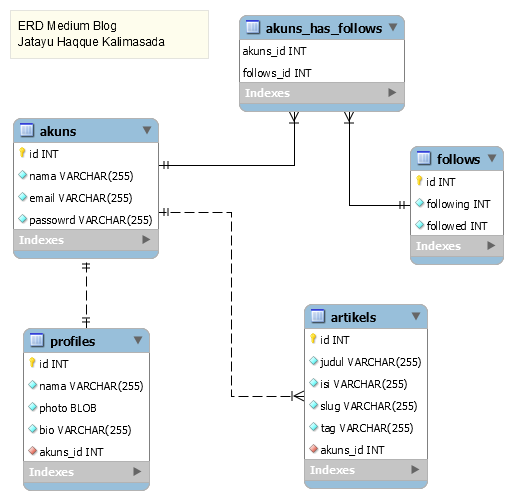 ERD Medium Blog
Jatayu Haqque Kalimasada
akuns_has_follows
akuns_id INT
follows_id INT
Indexes
akuns
id INT
nama VARCHAR(255)
email VARCHAR(255)
passowrd VARCHAR(255)
Indexes
follows
id INT
following INT
followed INT
Indexes
profiles
id INT
nama VARCHAR(255)
photo BLOB
bio VARCHAR(255)
akuns_id INT
Indexes
artikels
id INT
judul VARCHAR(255)
isi VARCHAR(255)
slug VARCHAR(255)
tag VARCHAR(255)
akuns_id INT
Indexes